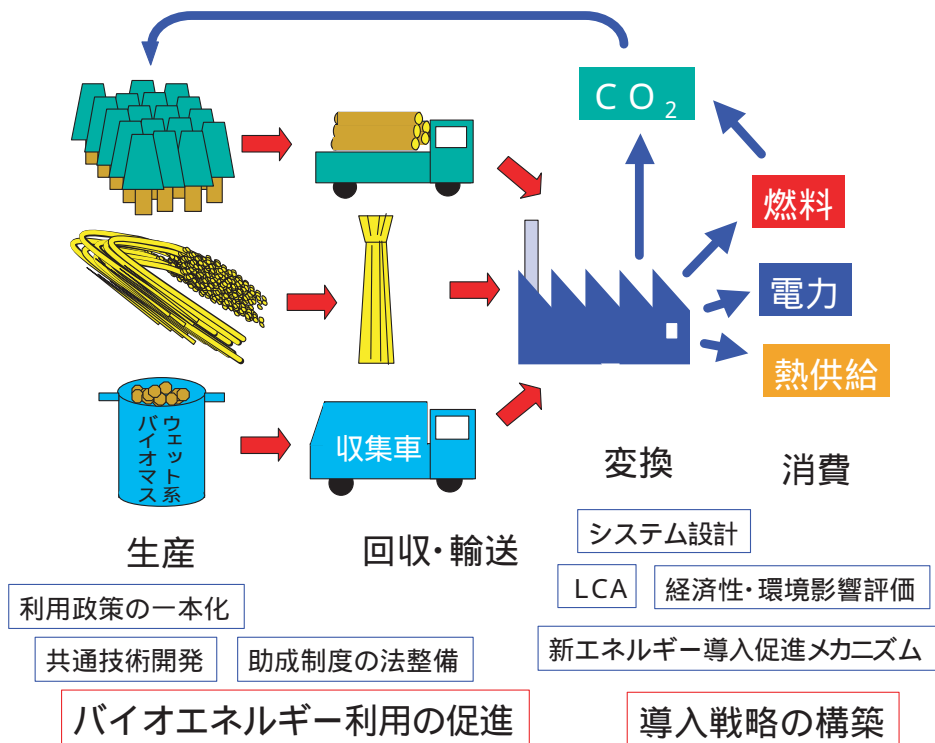 CO₂
燃料
電力
熱供給
ウェット系
バイオマス
収集車
変換
消費
生産
回収・輸送
システム設計
利用政策の一本化
LCA
経済性・環境影響評価
共通技術開発
助成制度の法整備
新エネルギー導入促進メカニズム
バイオエネルギー利用の促進
導入戦略の構築